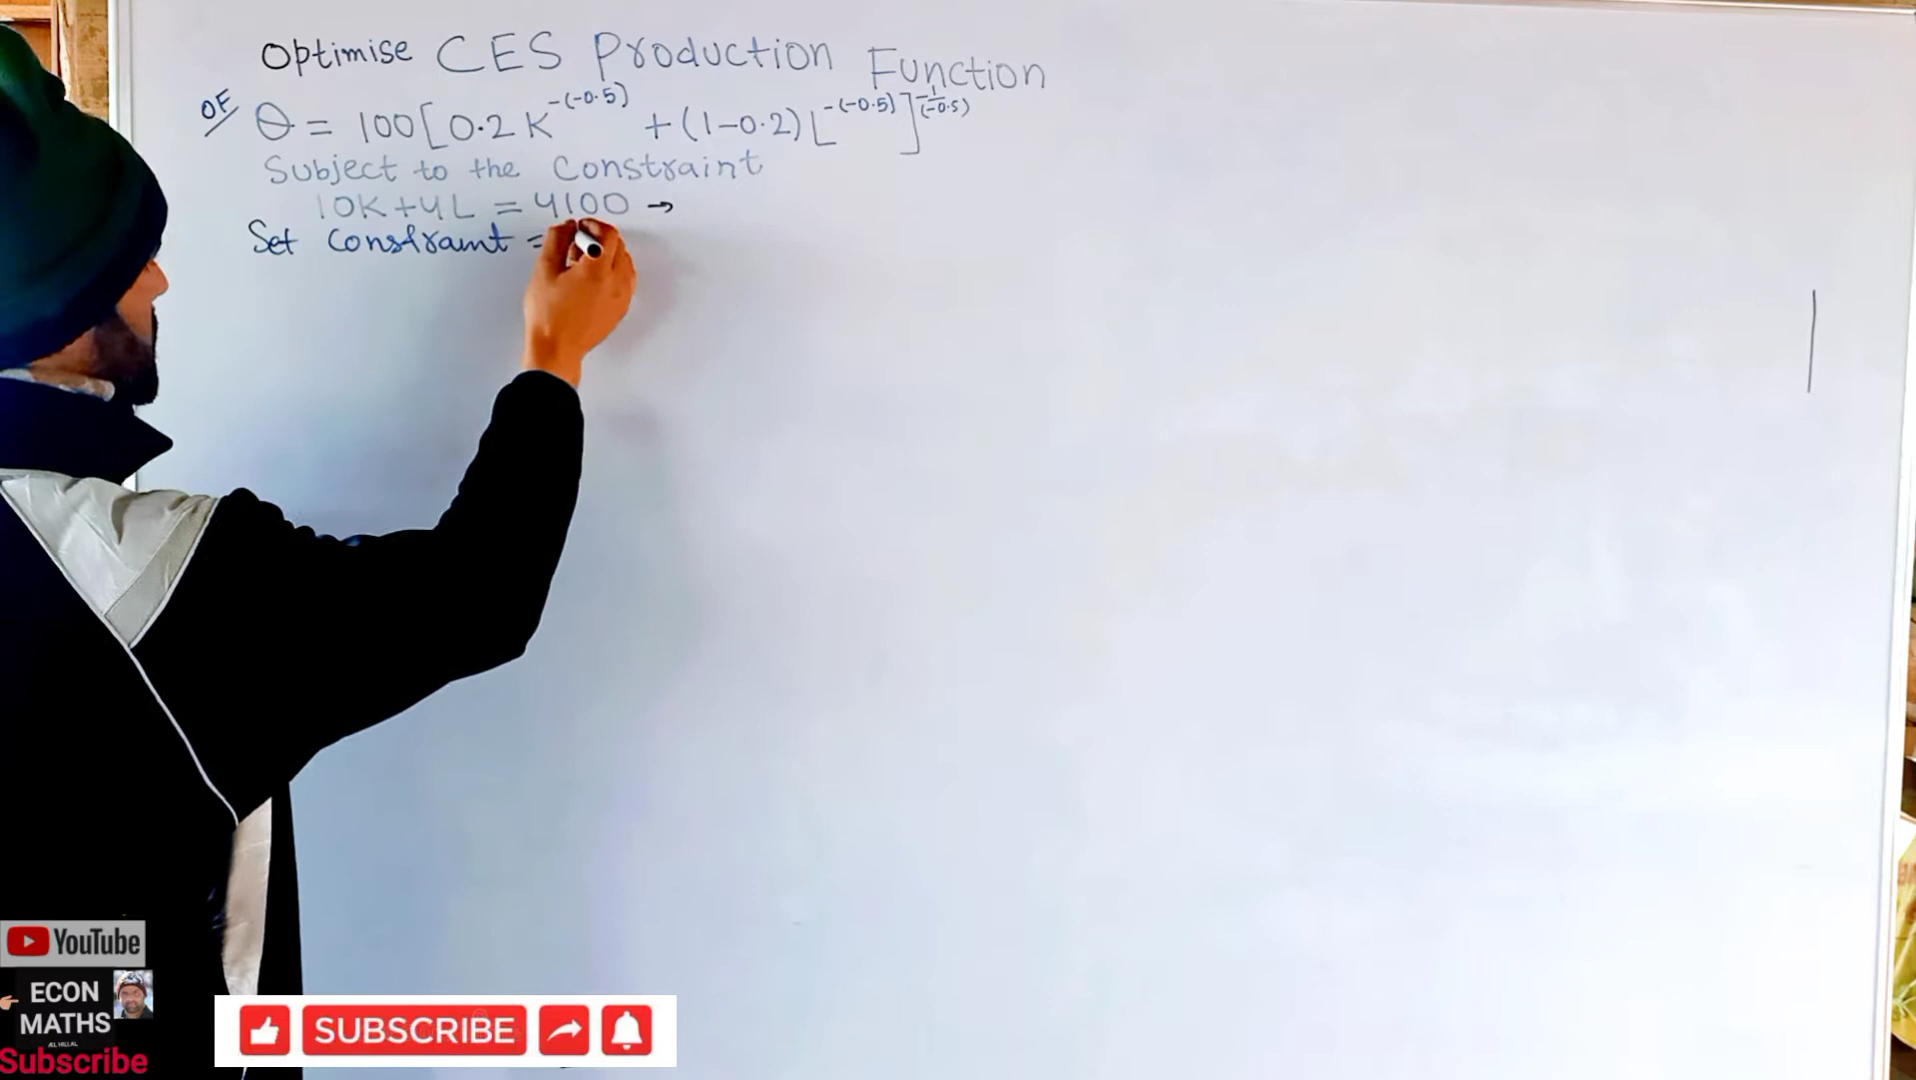 Optimise CES Production Function
OF θ = 100[0.2 K^-(-0.5) + (1-0.2) L^-(-0.5)]^-1/(-0.5)
Subject to the Constraint
10K+4L = 4100 →
Set Constraint =
YouTube
ECON
MATHS
Subscribe
SUBSCRIBE